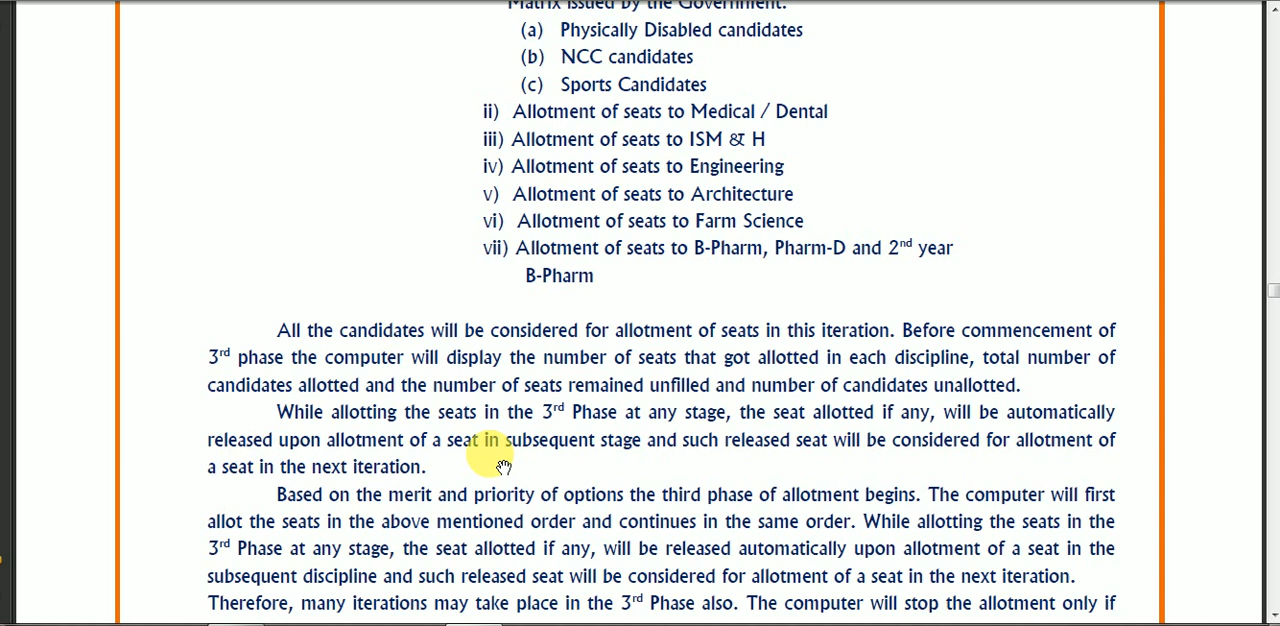 Matrix issued by the Government.
(a) Physically Disabled candidates
(b) NCC candidates
(c) Sports Candidates
ii) Allotment of seats to Medical / Dental
iii) Allotment of seats to ISM & H
iv) Allotment of seats to Engineering
v) Allotment of seats to Architecture
vi) Allotment of seats to Farm Science
vii) Allotment of seats to B-Pharm, Pharm-D and 2nd year
B-Pharm
All the candidates will be considered for allotment of seats in this iteration. Before commencement of
3rd phase the computer will display the number of seats that got allotted in each discipline, total number of
candidates allotted and the number of seats remained unfilled and number of candidates unallotted.
While allotting the seats in the 3rd Phase at any stage, the seat allotted if any, will be automatically
released upon allotment of a seat in subsequent stage and such released seat will be considered for allotment of
a seat in the next iteration.
Based on the merit and priority of options the third phase of allotment begins. The computer will first
allot the seats in the above mentioned order and continues in the same order. While allotting the seats in the
3rd Phase at any stage, the seat allotted if any, will be released automatically upon allotment of a seat in the
subsequent discipline and such released seat will be considered for allotment of a seat in the next iteration.
Therefore, many iterations may take place in the 3rd Phase also. The computer will stop the allotment only if